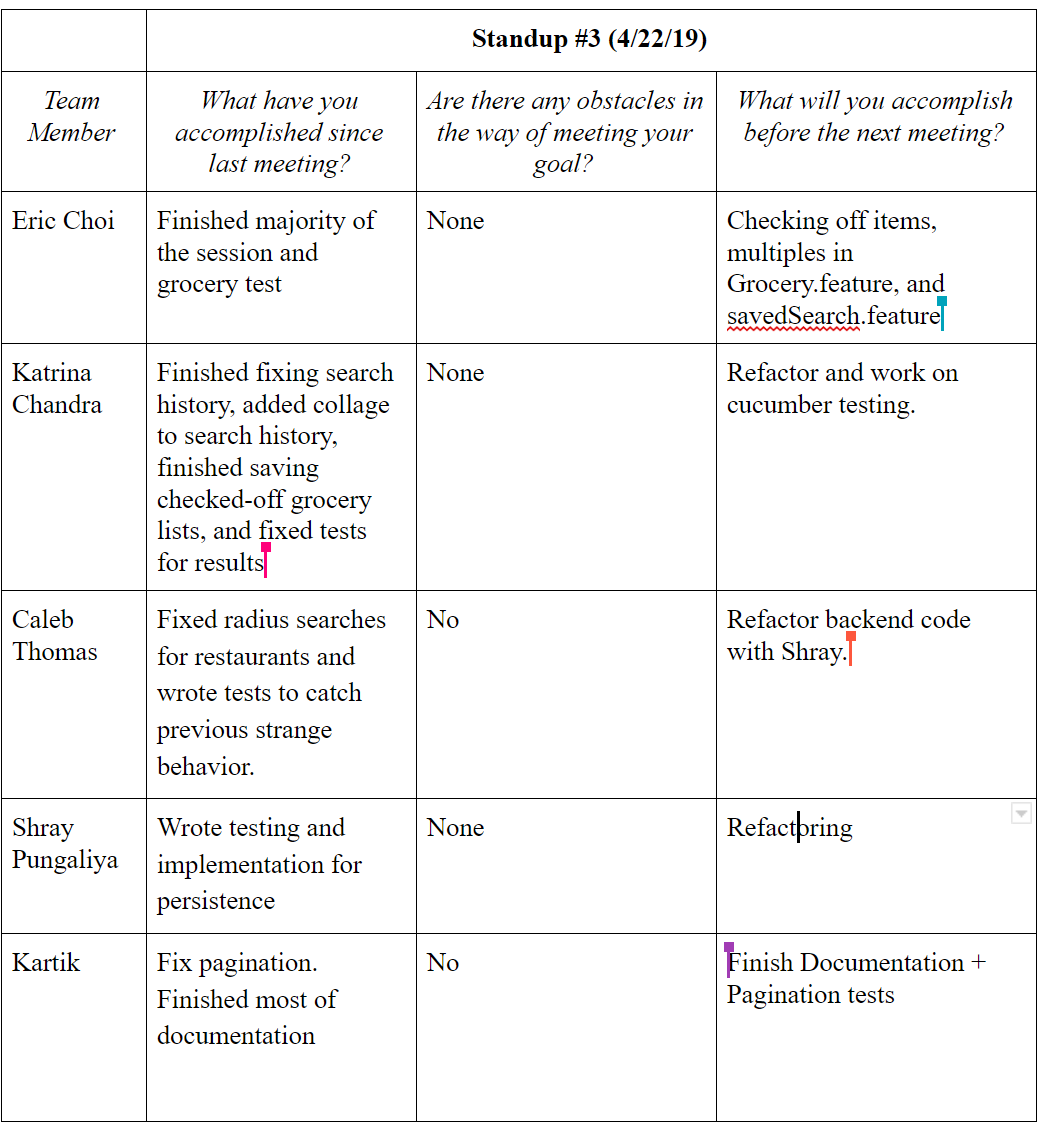 Standup #3 (4/22/19)
Team
Member
What have you
accomplished since
last meeting?
Are there any obstacles in
the way of meeting your
goal?
What will you accomplish
before the next meeting?
Eric Choi
Finished majority of
the session and
grocery test
None
Checking off items,
multiples in
Grocery.feature, and
savedSearch.feature
Katrina
Chandra
Finished fixing search
history, added collage
to search history,
finished saving
checked-off grocery
lists, and fixed tests
for results
None
Refactor and work on
cucumber testing.
Caleb
Thomas
Fixed radius searches
for restaurants and
wrote tests to catch
previous strange
behavior.
No
Refactor backend code
with Shray.
Shray
Pungaliya
Wrote testing and
implementation for
persistence
None
Refactoring
Kartik
Fix pagination.
Finished most of
documentation
No
Finish Documentation +
Pagination tests